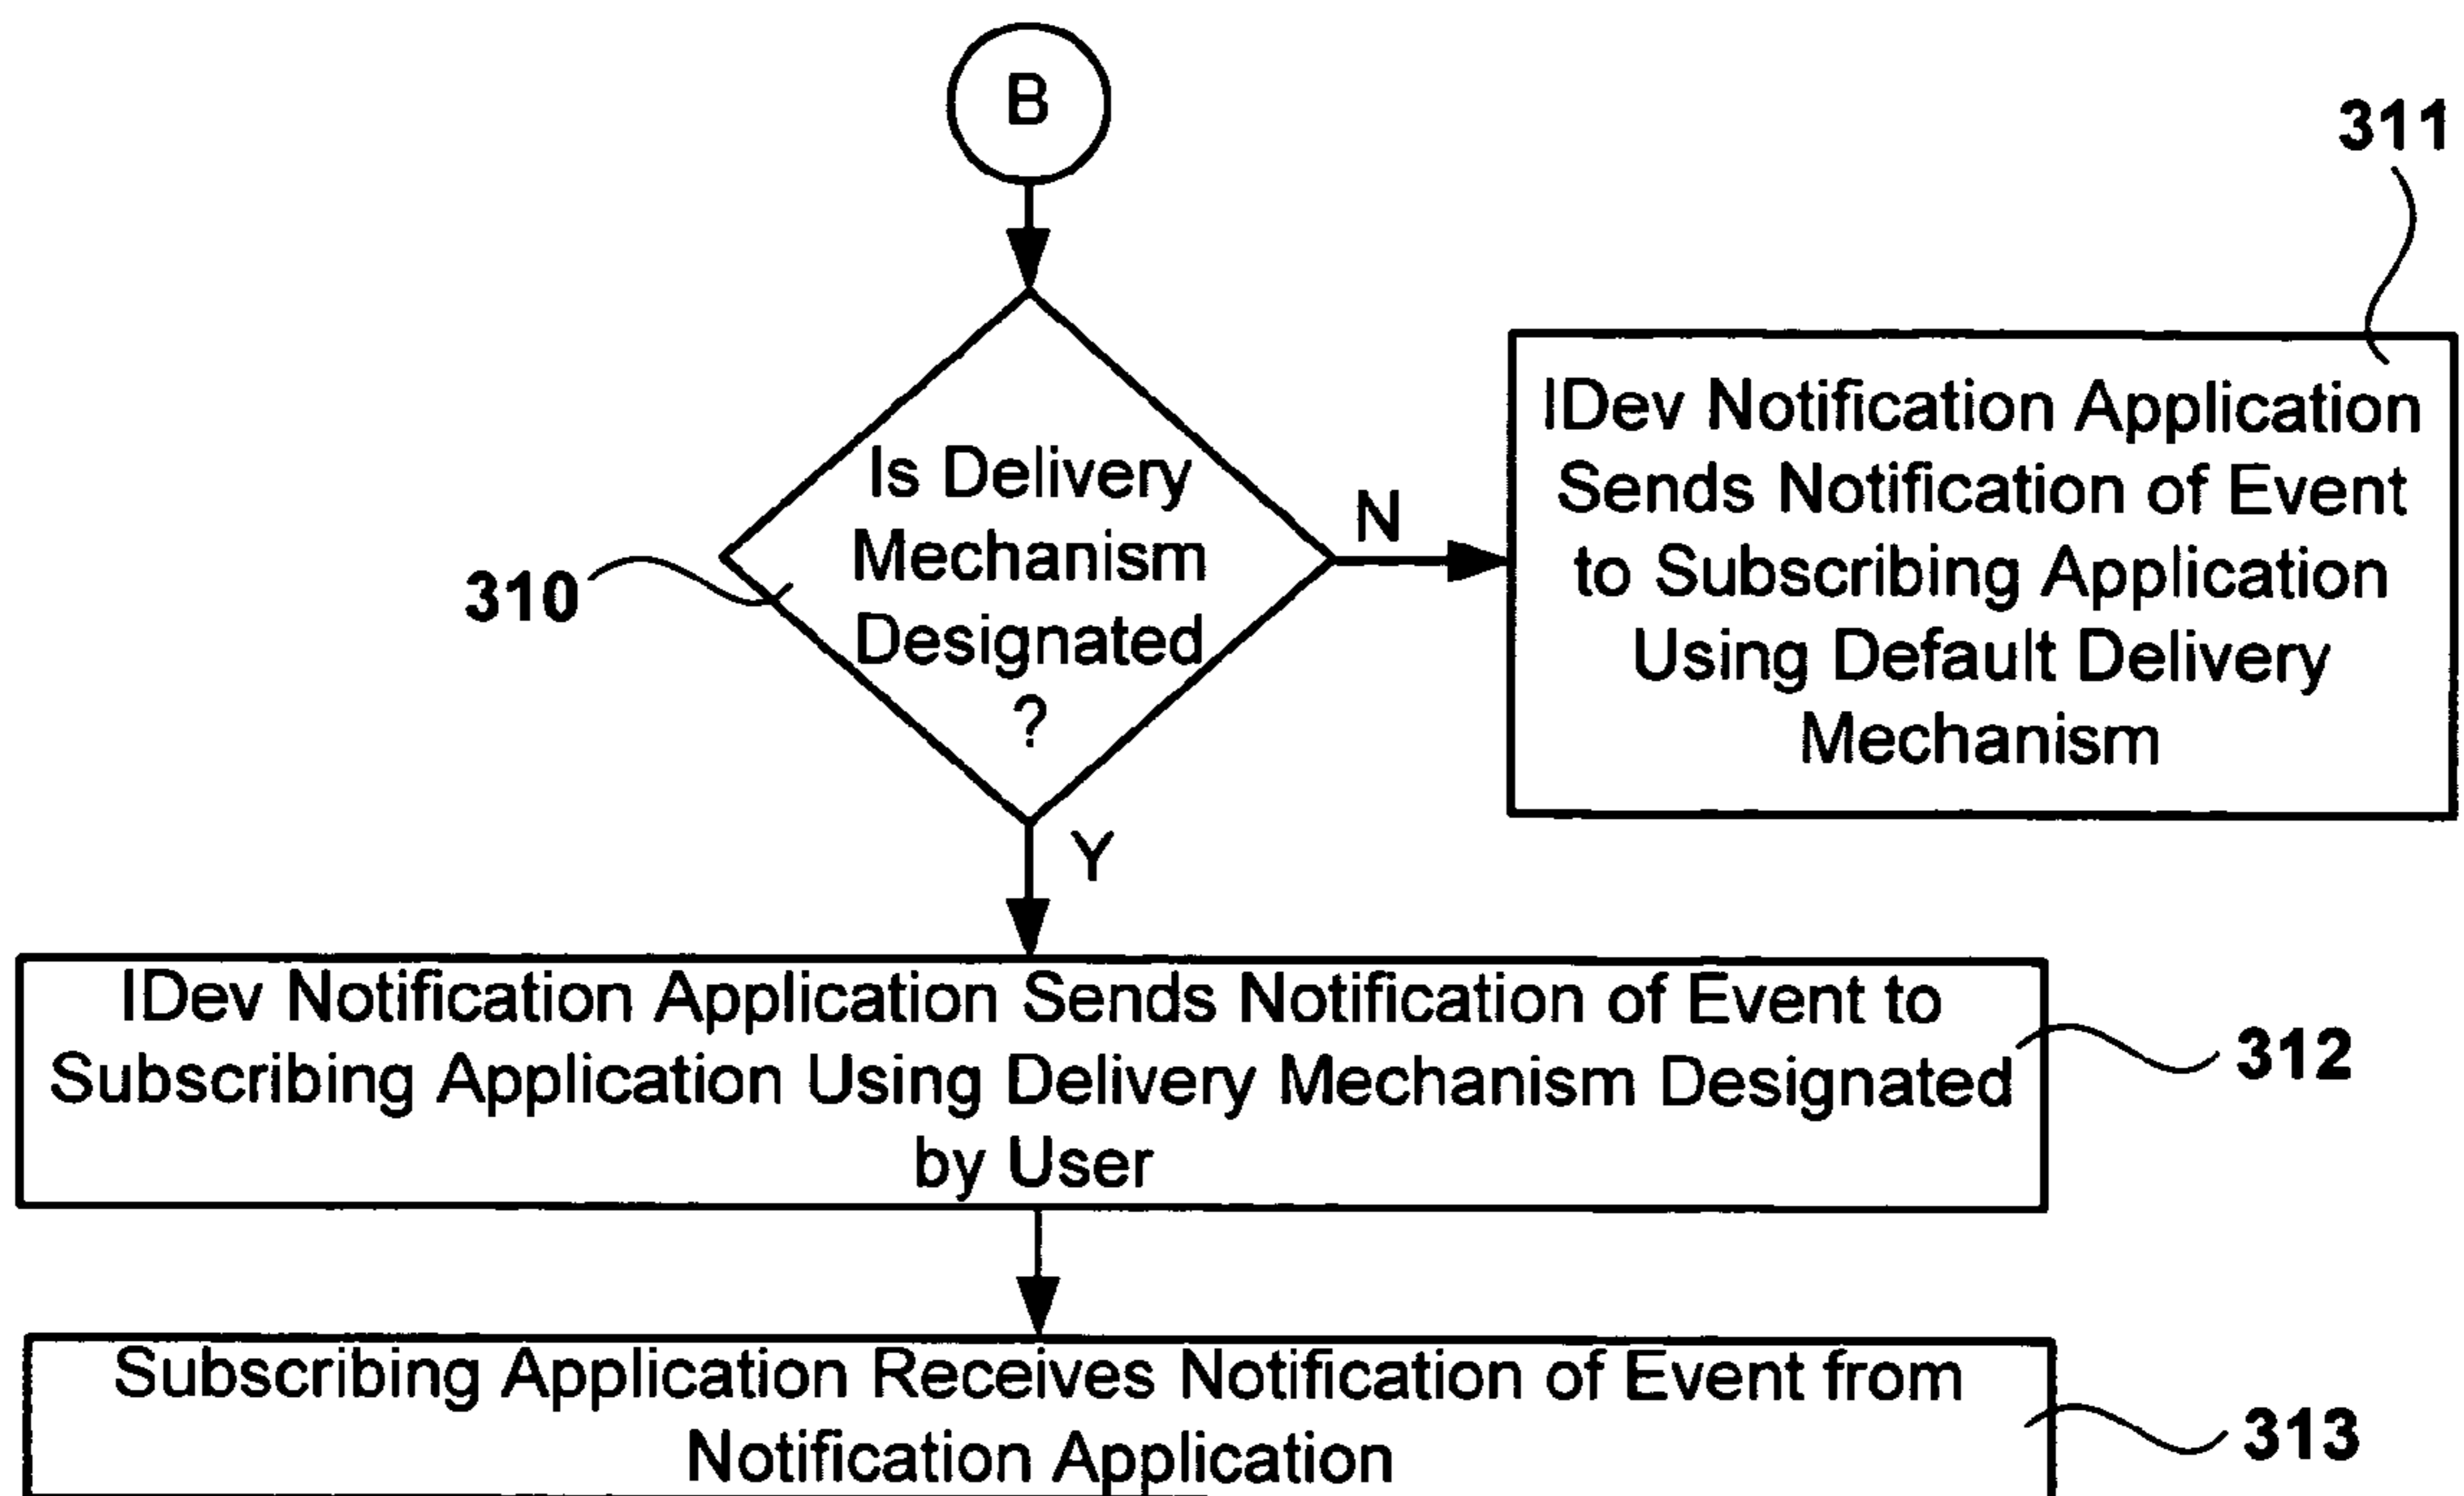 B
311
Is Delivery
Mechanism
Designated
?
310
N
IDev Notification Application
Sends Notification of Event
to Subscribing Application
Using Default Delivery
Mechanism
Y
IDev Notification Application Sends Notification of Event to
Subscribing Application Using Delivery Mechanism Designated
by User
312
Subscribing Application Receives Notification of Event from
Notification Application
313